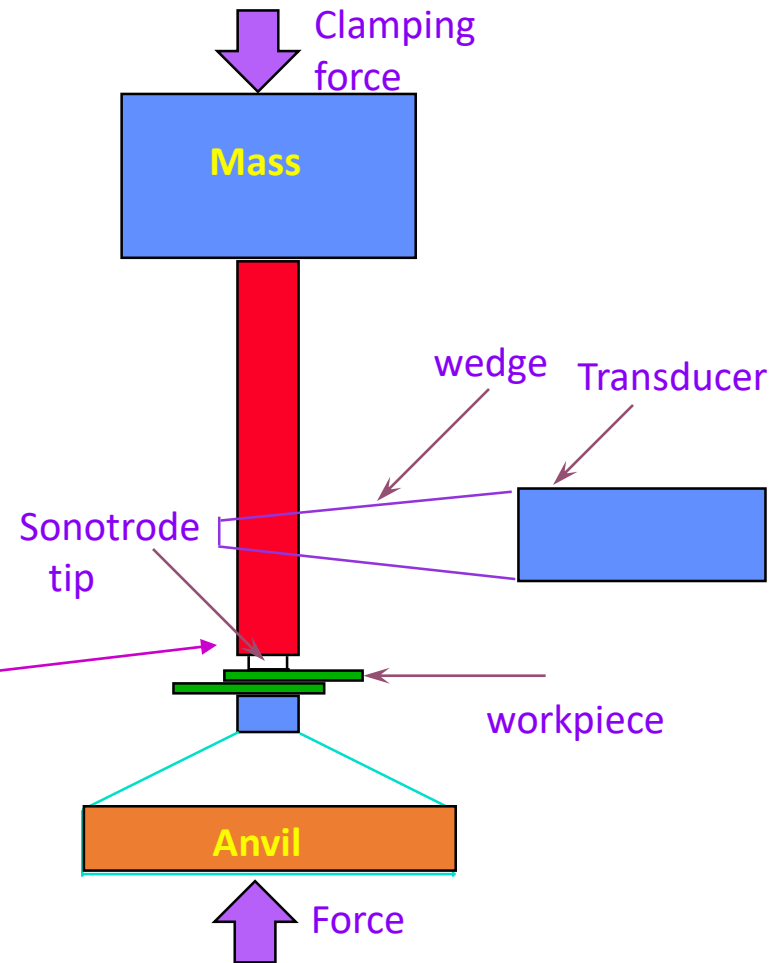 Clamping
force
Mass
wedge
Transducer
Sonotrode
tip
workpiece
Anvil
Force